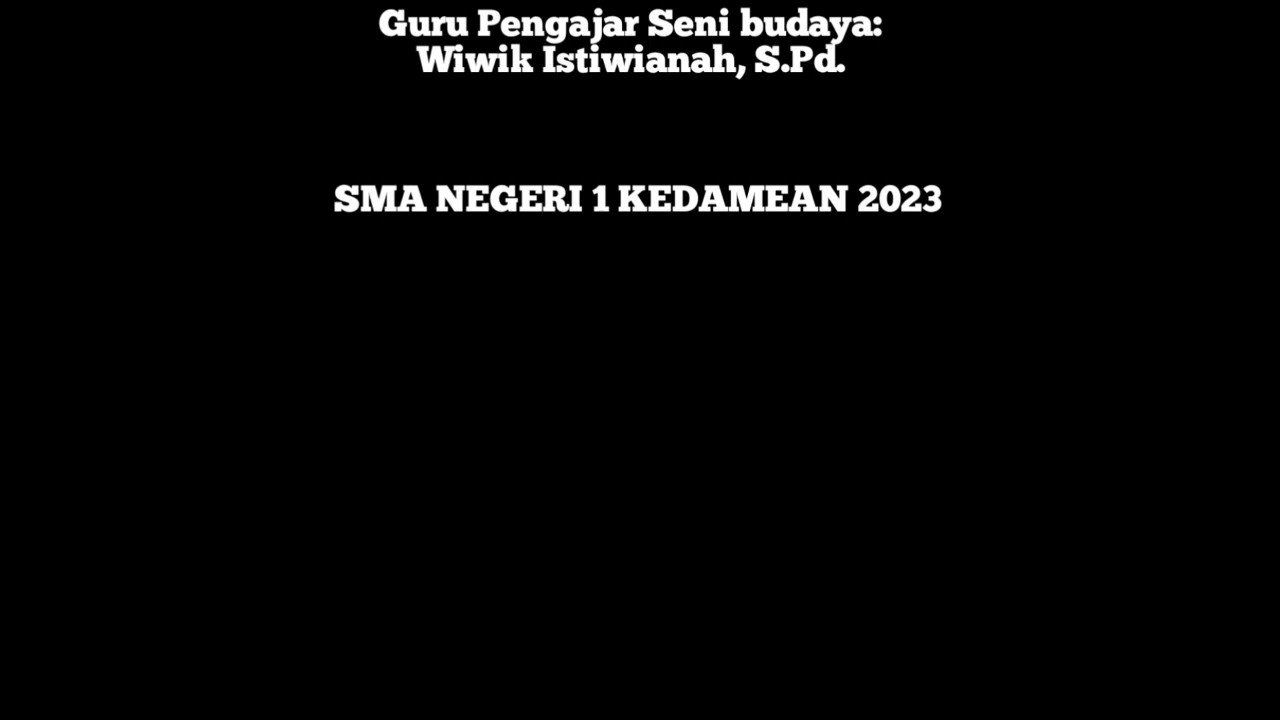 Guru Pengajar Seni budaya:
Wiwik Istiwianah, S.Pd.
SMA NEGERI 1 KEDAMEAN 2023